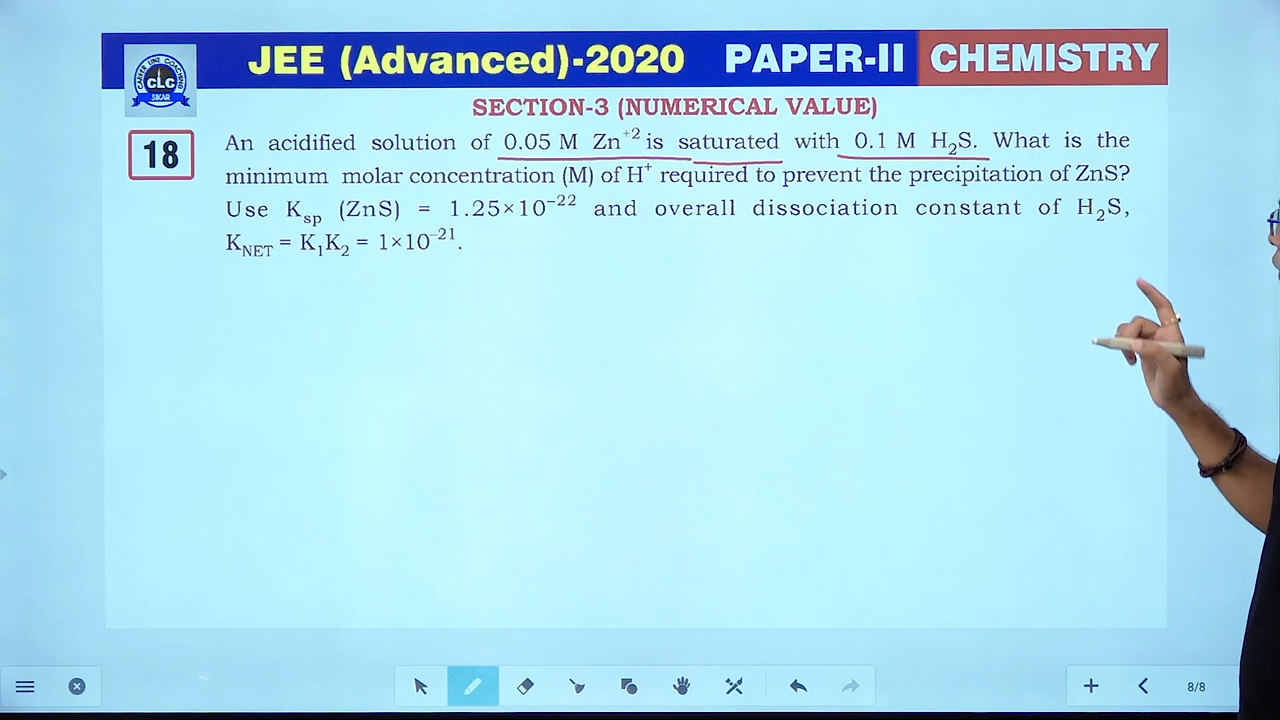 JEE (Advanced)-2020 PAPER-II CHEMISTRY
CLC
SIKAR
SECTION-3 (NUMERICAL VALUE)
18
An acidified solution of 0.05 M Zn⁺² is saturated with 0.1 M H₂S. What is the
minimum molar concentration (M) of H⁺ required to prevent the precipitation of ZnS?
Use Kₛₚ (ZnS) = 1.25×10⁻²² and overall dissociation constant of H₂S,
K_NET = K₁K₂ = 1×10⁻²¹.
8/8